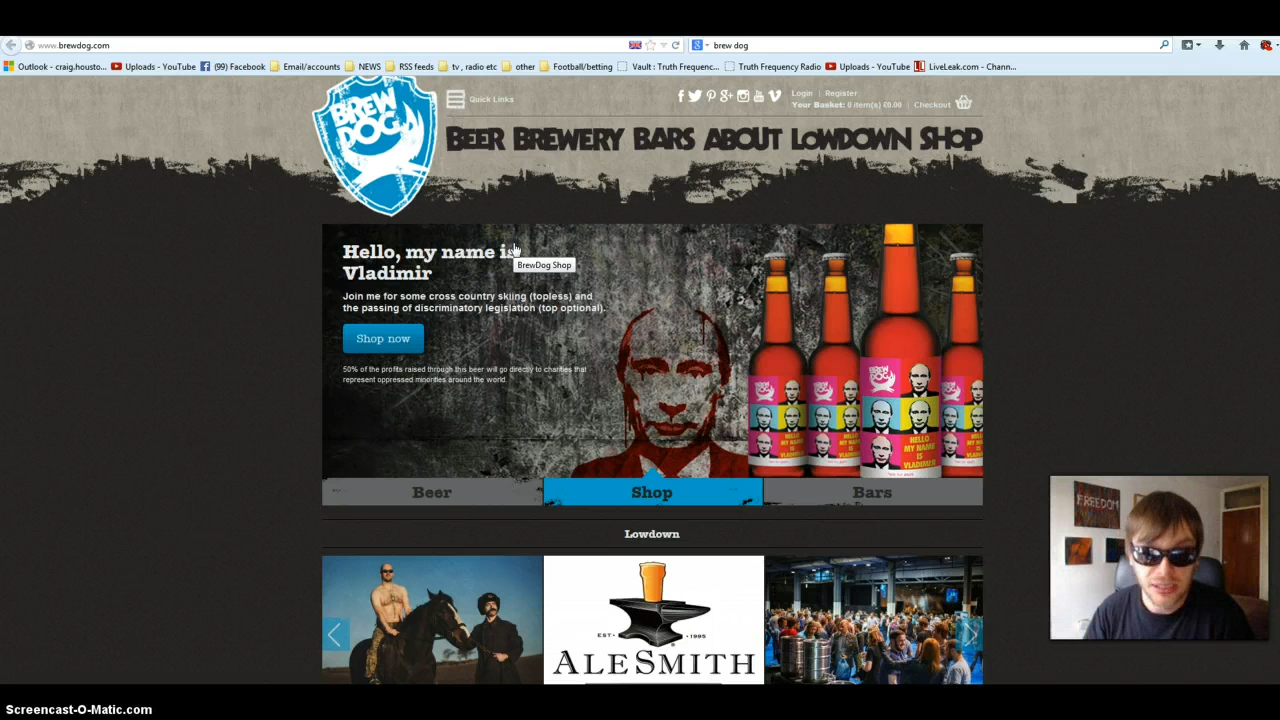 www.brewdog.com
brew dog
Outlook - craig.housto...
Uploads - YouTube
(99) Facebook
Email/accounts
NEWS
RSS feeds
tv , radio etc
other
Football/betting
Vault : Truth Frequenc...
Truth Frequency Radio
Uploads - YouTube
LiveLeak.com - Chann...
BREW DOG
Quick Links
Login | Register
Your Basket: 0 item(s) £0.00 | Checkout
BEER BREWERY BARS ABOUT LOWDOWN SHOP
Hello, my name is
Vladimir
BrewDog Shop
Join me for some cross country skiing (topless) and
the passing of discriminatory legislation (top optional).
Shop now
50% of the profits raised through this beer will go directly to charities that
represent oppressed minorities around the world.
BREW DOG
HELLO
MY NAME
IS
VLADIMIR
Beer
Shop
Bars
Lowdown
EST 1995
ALESMITH
FREEDOM
Screencast-O-Matic.com